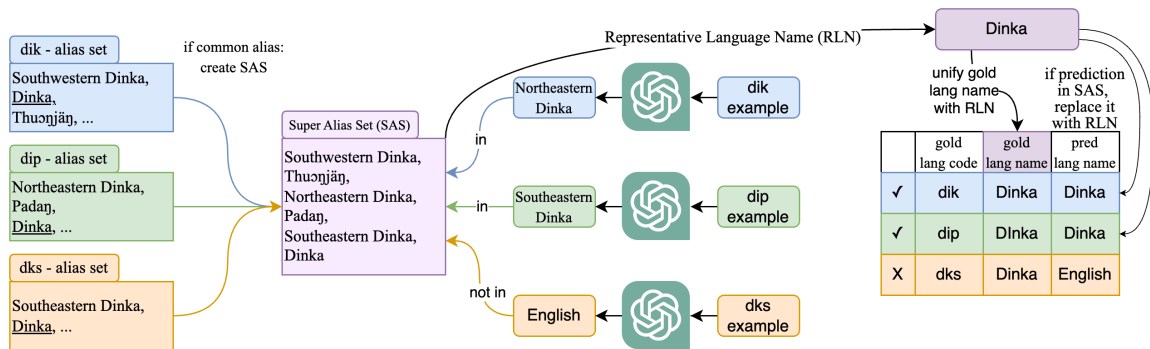 dik - alias set
Southwestern Dinka,
Dinka,
Thuɔŋjäŋ, ...
if common alias:
create SAS
dip - alias set
Northeastern Dinka,
Padaŋ,
Dinka, ...
dks - alias set
Southeastern Dinka,
Dinka, ...
Super Alias Set (SAS)
Southwestern Dinka,
Thuɔŋjäŋ,
Northeastern Dinka,
Padaŋ,
Southeastern Dinka,
Dinka
Representative Language Name (RLN)
in
Northeastern
Dinka
dik
example
in
Southeastern
Dinka
dip
example
not in
English
dks
example
Dinka
unify gold
lang name
with RLN
if prediction
in SAS,
replace it
with RLN
gold
lang code
gold
lang name
pred
lang name
✓ dik Dinka Dinka
✓ dip DInka Dinka
X dks Dinka English